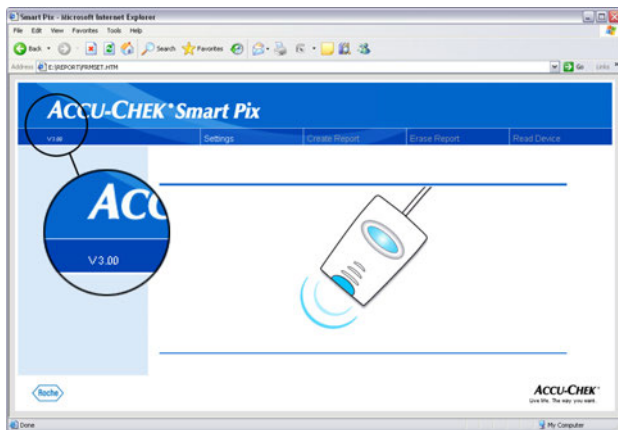 Smart Pix - Microsoft Internet Explorer
File Edit View Favorites Tools Help
Back Search Favorites
Address E:\REPORT\FRMSET.HTM Go Links
ACCU-CHEK Smart Pix
V3.00 Settings Create Report Erase Report Read Device
ACC
V3.00
Roche
ACCU-CHEK
Live life. The way you want.
Done My Computer